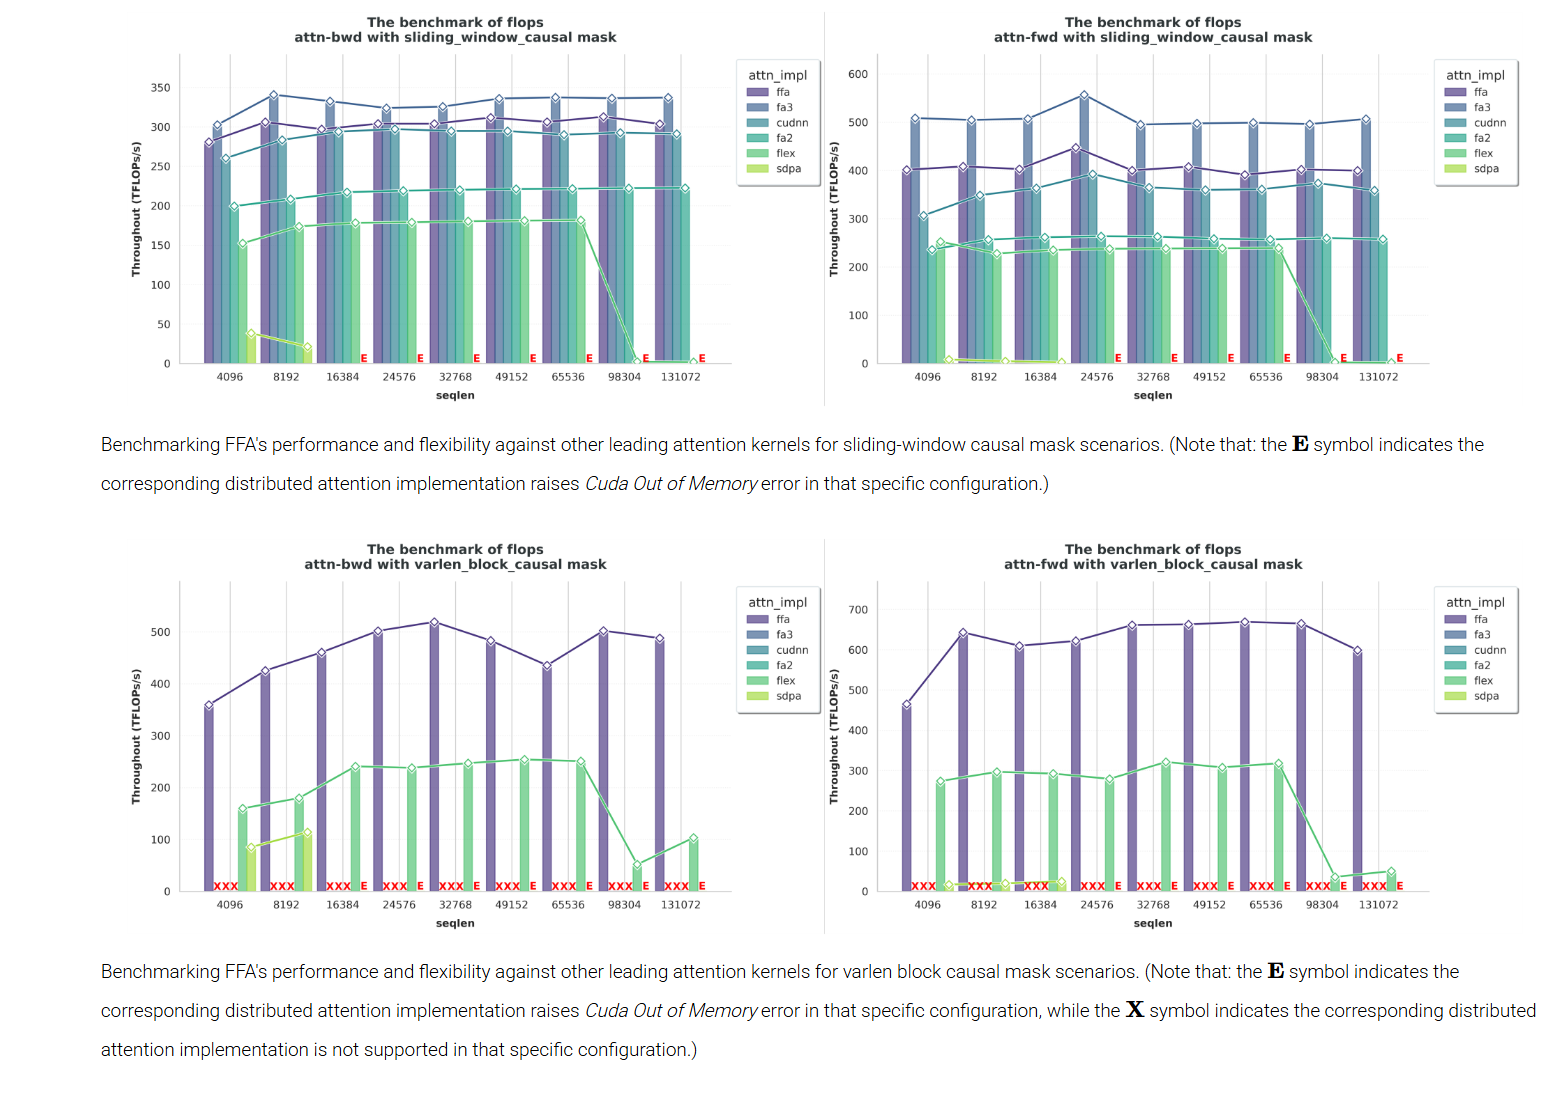 The benchmark of flops
attn-bwd with sliding_window_causal mask
Throughout (TFLOPs/s)
350
300
250
200
150
100
50
0
E E E E E E E
4096 8192 16384 24576 32768 49152 65536 98304 131072
seqlen
attn_impl
ffa
fa3
cudnn
fa2
flex
sdpa
The benchmark of flops
attn-fwd with sliding_window_causal mask
Throughout (TFLOPs/s)
600
500
400
300
200
100
0
E E E E E E
4096 8192 16384 24576 32768 49152 65536 98304 131072
seqlen
attn_impl
ffa
fa3
cudnn
fa2
flex
sdpa
Benchmarking FFA's performance and flexibility against other leading attention kernels for sliding-window causal mask scenarios. (Note that: the E symbol indicates the
corresponding distributed attention implementation raises Cuda Out of Memory error in that specific configuration.)
The benchmark of flops
attn-bwd with varlen_block_causal mask
Throughout (TFLOPs/s)
500
400
300
200
100
0
XXX XXX XXX E XXX E XXX E XXX E XXX E XXX E XXX E
4096 8192 16384 24576 32768 49152 65536 98304 131072
seqlen
attn_impl
ffa
fa3
cudnn
fa2
flex
sdpa
The benchmark of flops
attn-fwd with varlen_block_causal mask
Throughout (TFLOPs/s)
700
600
500
400
300
200
100
0
XXX XXX XXX XXX E XXX E XXX E XXX E XXX E XXX E
4096 8192 16384 24576 32768 49152 65536 98304 131072
seqlen
attn_impl
ffa
fa3
cudnn
fa2
flex
sdpa
Benchmarking FFA's performance and flexibility against other leading attention kernels for varlen block causal mask scenarios. (Note that: the E symbol indicates the
corresponding distributed attention implementation raises Cuda Out of Memory error in that specific configuration, while the X symbol indicates the corresponding distributed
attention implementation is not supported in that specific configuration.)